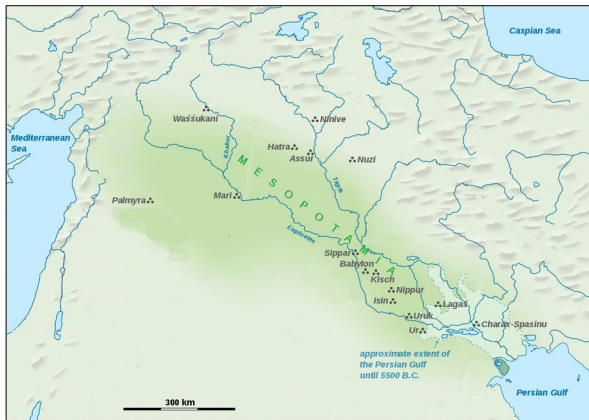 Caspian Sea
Mediterranean
Sea
Waššukani
Ninive
Khabur
Hatra
Assur
Nuzi
MESOPOTAMIA
Tigris
Palmyra
Mari
Euphrates
Sippar
Babylon
Kisch
Nippur
Isin
Lagaš
Uruk
Charax-Spasinu
Ur
approximate extent of
the Persian Gulf
until 5500 B.C.
Persian Gulf
300 km